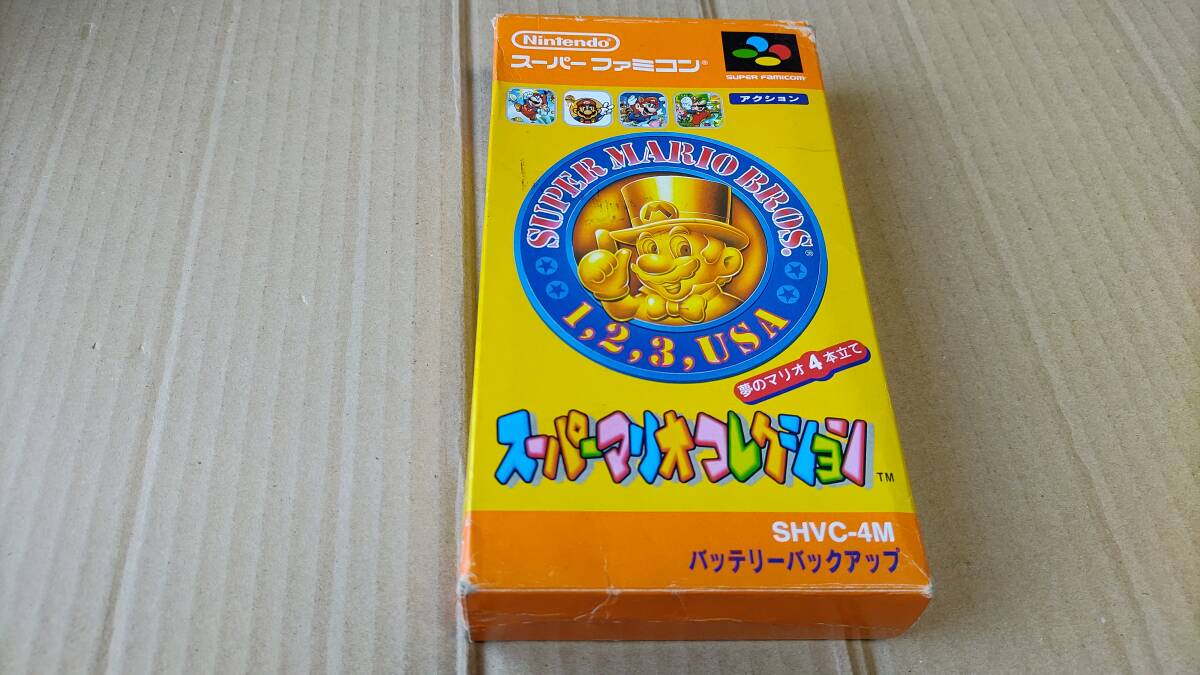 Nintendo
スーパーファミコン®
SUPER FAMICOM
アクション
SUPER MARIO BROS.®
1,2,3,USA
夢のマリオ4本立て
スーパーマリオコレクション™
SHVC-4M
バッテリーバックアップ